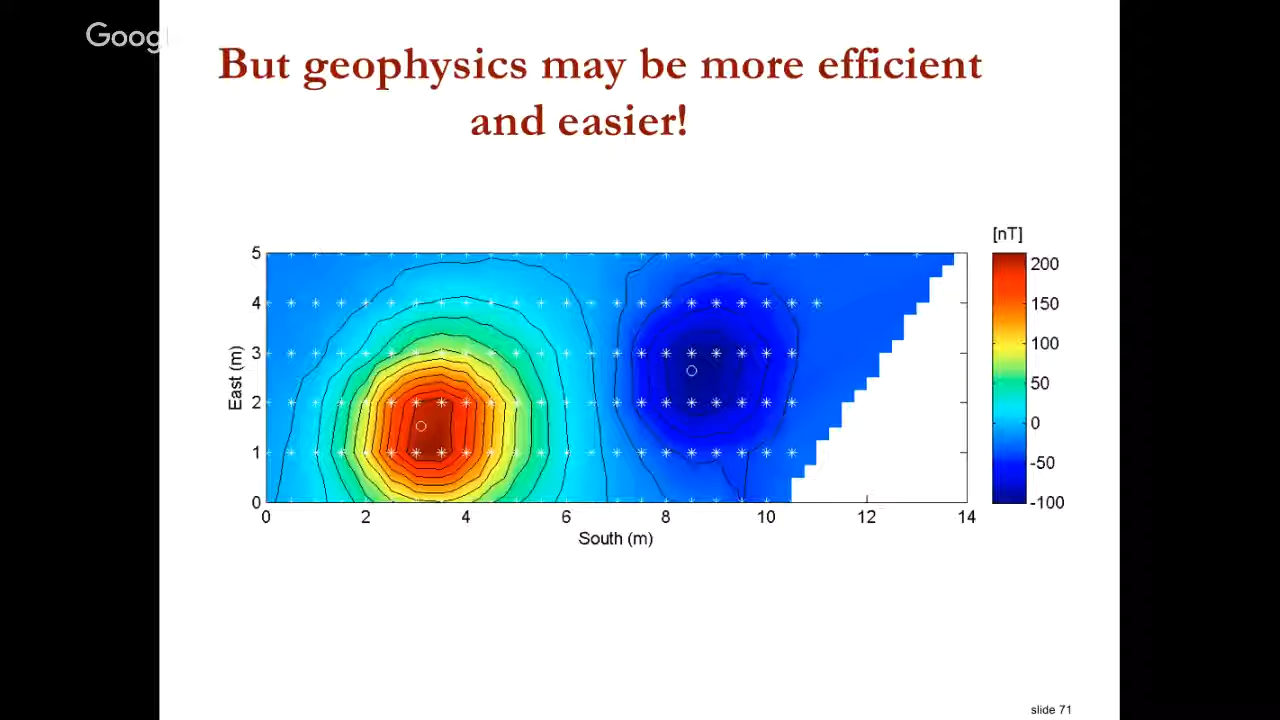 Google
But geophysics may be more efficient
and easier!
[nT]
5
4
3
2
1
0
East (m)
0 2 4 6 8 10 12 14
South (m)
200
150
100
50
0
-50
-100
slide 71